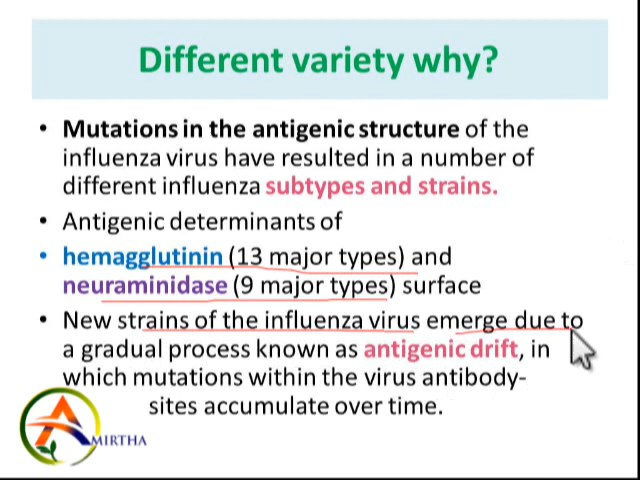 Different variety why?
• Mutations in the antigenic structure of the
influenza virus have resulted in a number of
different influenza subtypes and strains.
• Antigenic determinants of
• hemagglutinin (13 major types) and
neuraminidase (9 major types) surface
• New strains of the influenza virus emerge due to
a gradual process known as antigenic drift, in
which mutations within the virus antibody-
sites accumulate over time.
AMIRTHA